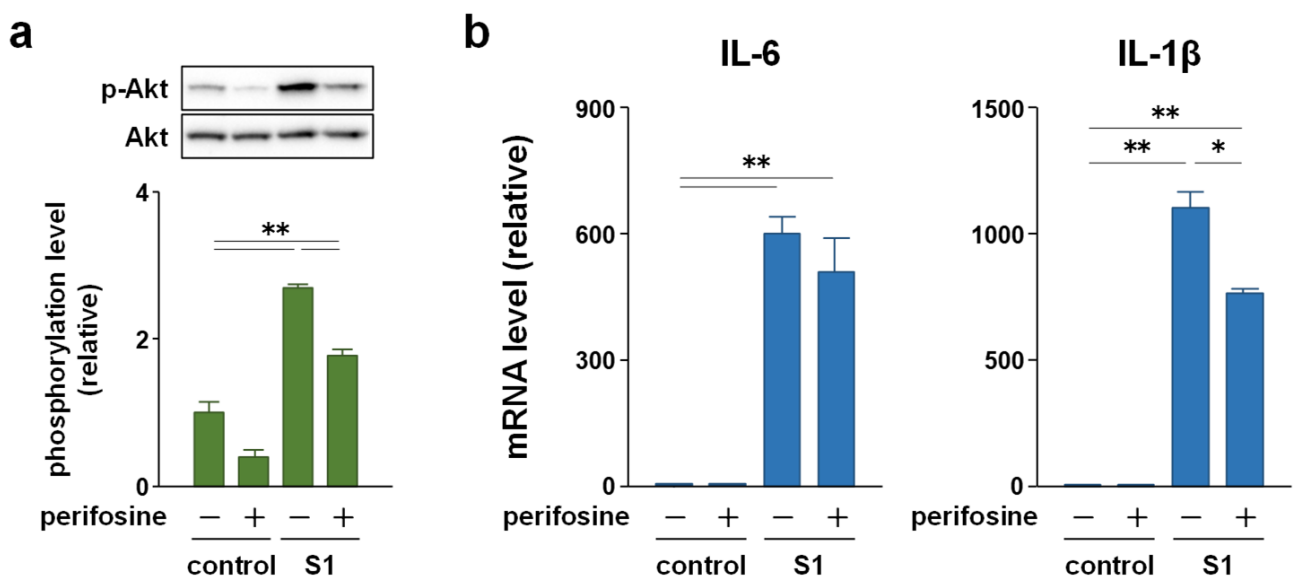 a
p-Akt
Akt
phosphorylation level
(relative)
4
2
0
**
perifosine − + − +
control S1
b
IL-6
mRNA level (relative)
900
600
300
0
**
perifosine − + − +
control S1
IL-1β
1500
1000
500
0
**
** *
perifosine − + − +
control S1